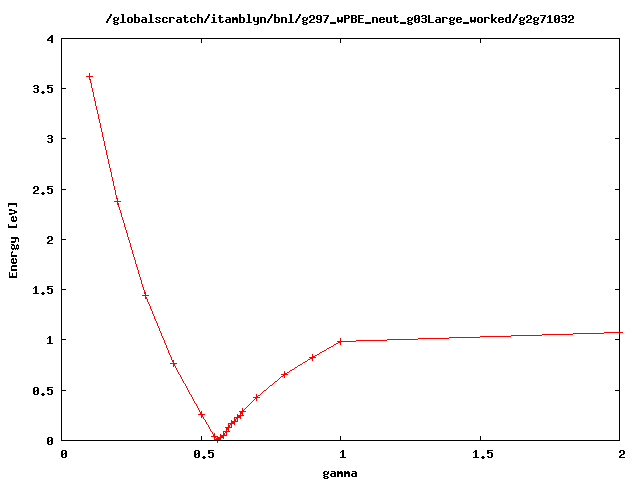 /globalscratch/itamblyn/bnl/g297_wPBE_neut_g03Large_worked/g2g71032
4
3.5
3
2.5
2
1.5
1
0.5
0
Energy [eV]
0 0.5 1 1.5 2
gamma